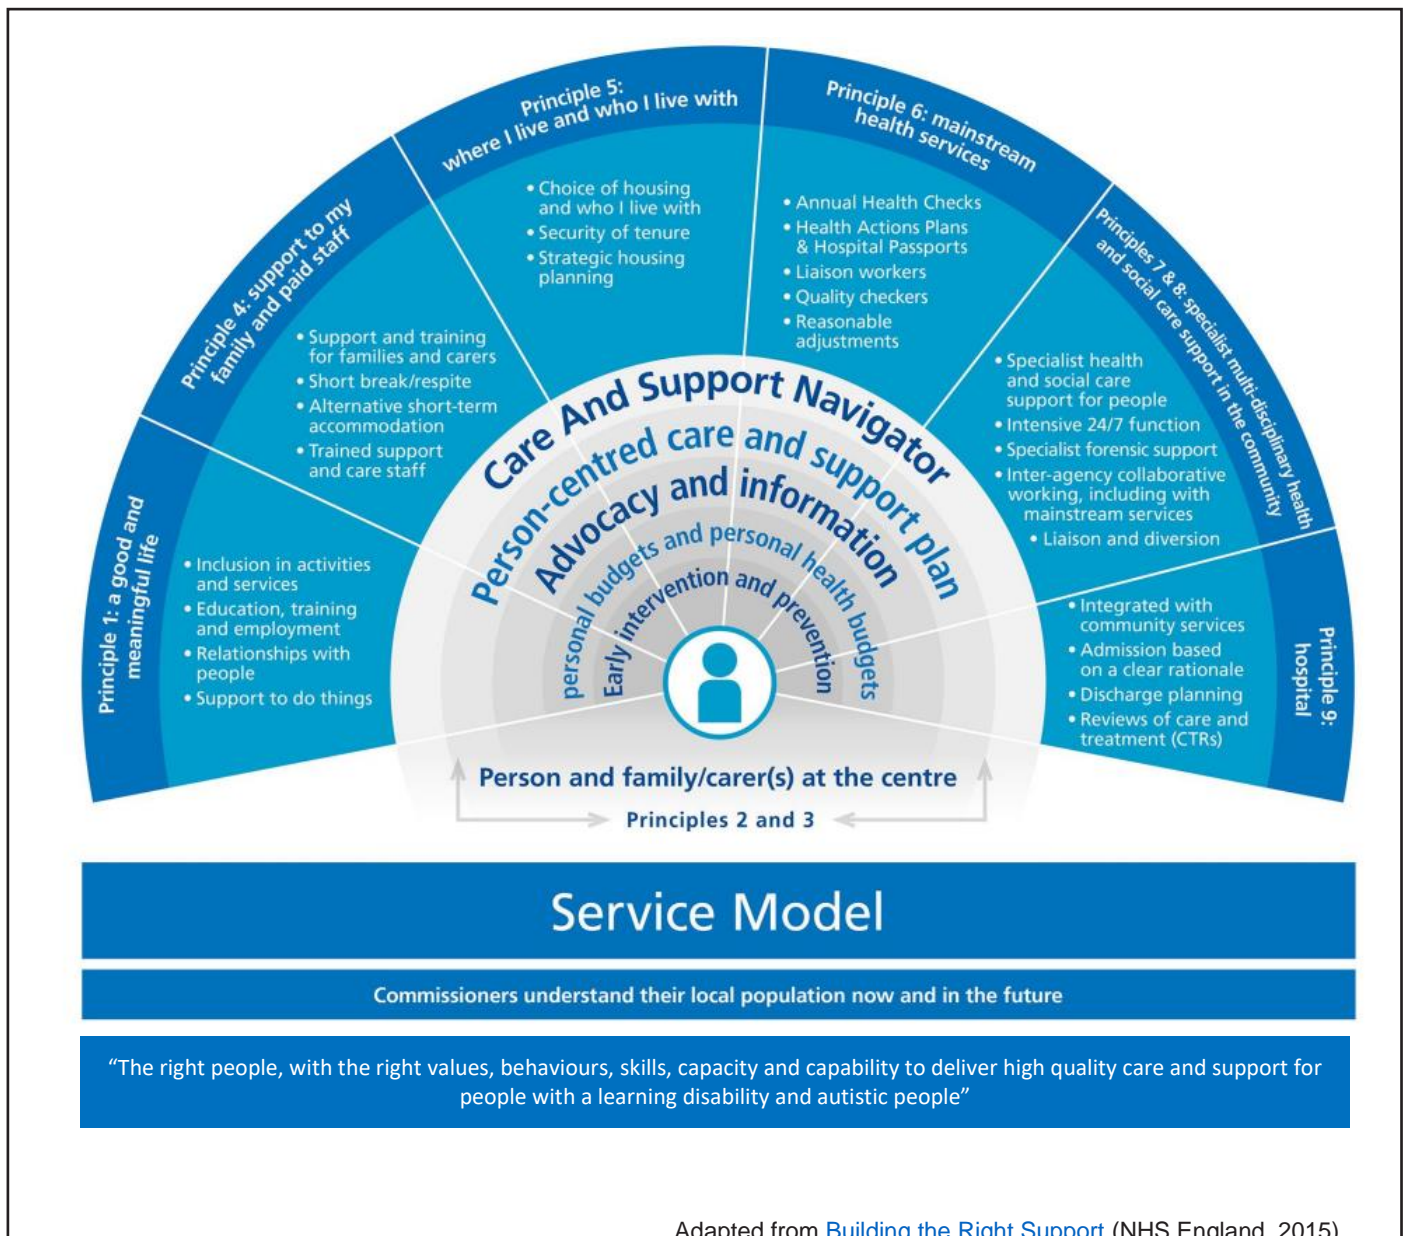 Principle 1: a good and
meaningful life
• Inclusion in activities
and services
• Education, training
and employment
• Relationships with
people
• Support to do things
Principle 4: support to my
family and paid staff
• Support and training
for families and carers
• Short break/respite
• Alternative short-term
accommodation
• Trained support
and care staff
Principle 5:
where I live and who I live with
• Choice of housing
and who I live with
• Security of tenure
• Strategic housing
planning
Principle 6: mainstream
health services
• Annual Health Checks
• Health Actions Plans
& Hospital Passports
• Liaison workers
• Quality checkers
• Reasonable
adjustments
Principles 7 & 8: specialist multi-disciplinary health
and social care support in the community
• Specialist health
and social care
support for people
• Intensive 24/7 function
• Specialist forensic support
• Inter-agency collaborative
working, including with
mainstream services
• Liaison and diversion
Principle 9:
hospital
• Integrated with
community services
• Admission based
on a clear rationale
• Discharge planning
• Reviews of care and
treatment (CTRs)
Care And Support Navigator
Person-centred care and support plan
Advocacy and information
personal budgets and personal health budgets
Early intervention and prevention
Person and family/carer(s) at the centre
Principles 2 and 3
Service Model
Commissioners understand their local population now and in the future
“The right people, with the right values, behaviours, skills, capacity and capability to deliver high quality care and support for
people with a learning disability and autistic people”
Adapted from Building the Right Support (NHS England, 2015)